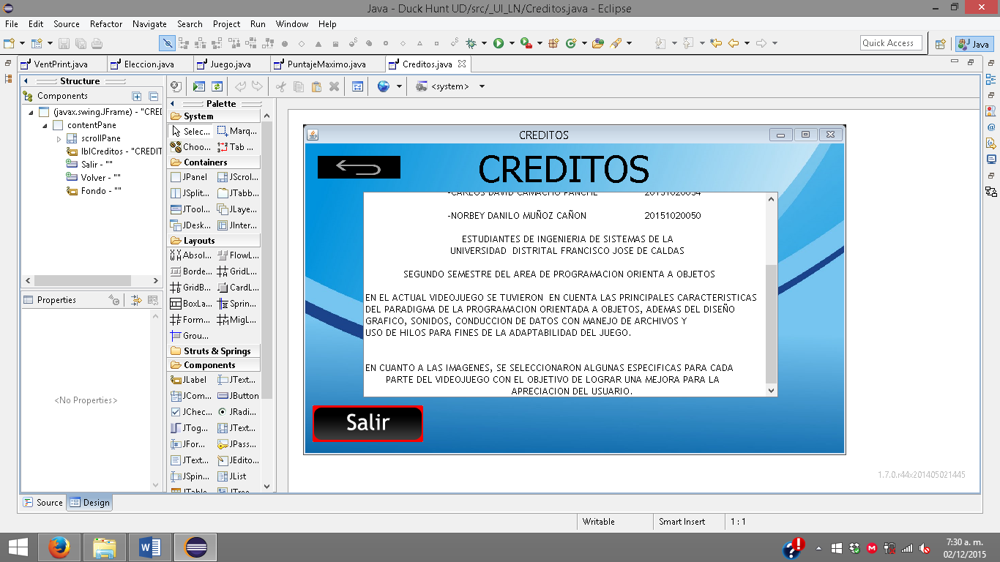 Java - Duck Hunt UD/src/_UI_LN/Creditos.java - Eclipse
File Edit Source Refactor Navigate Search Project Run Window Help
Quick Access
Java
VentPrint.java Eleccion.java Juego.java PuntajeMaximo.java Creditos.java
Structure
Components
(javax.swing.JFrame) - "CREI
contentPane
scrollPane
lblCreditos - "CREDIT
Salir - ""
Volver - ""
Fondo - ""
Properties
<No Properties>
<system>
Palette
System
Selec... Marq...
Choo... Tab ...
Containers
JPanel JScrol...
JSplit... JTabb...
JTool... JLaye...
JDesk... JInter...
Layouts
Absol... FlowL...
Borde... GridL...
GridB... CardL...
BoxLa... Sprin...
Form... MigL...
Grou...
Struts & Springs
Components
JLabel JText...
JCom... JButton
JChec... JRadi...
JTog... JText...
JFor... JPass...
JText... JEdito...
JSpin... JList
JTable JTree
CREDITOS
CREDITOS
-CARLOS DAVID CAMACHO PANCHE 20151020054
-NORBEY DANILO MUÑOZ CAÑON 20151020050
ESTUDIANTES DE INGENIERIA DE SISTEMAS DE LA
UNIVERSIDAD DISTRITAL FRANCISCO JOSE DE CALDAS
SEGUNDO SEMESTRE DEL AREA DE PROGRAMACION ORIENTA A OBJETOS
EN EL ACTUAL VIDEOJUEGO SE TUVIERON EN CUENTA LAS PRINCIPALES CARACTERISTICAS
DEL PARADIGMA DE LA PROGRAMACION ORIENTADA A OBJETOS, ADEMAS DEL DISEÑO
GRAFICO, SONIDOS, CONDUCCION DE DATOS CON MANEJO DE ARCHIVOS Y
USO DE HILOS PARA FINES DE LA ADAPTABILIDAD DEL JUEGO.
EN CUANTO A LAS IMAGENES, SE SELECCIONARON ALGUNAS ESPECIFICAS PARA CADA
PARTE DEL VIDEOJUEGO CON EL OBJETIVO DE LOGRAR UNA MEJORA PARA LA
APRECIACION DEL USUARIO.
Salir
1.7.0.r44x201405021445
Source Design
Writable Smart Insert 1 : 1
7:30 a. m.
02/12/2015